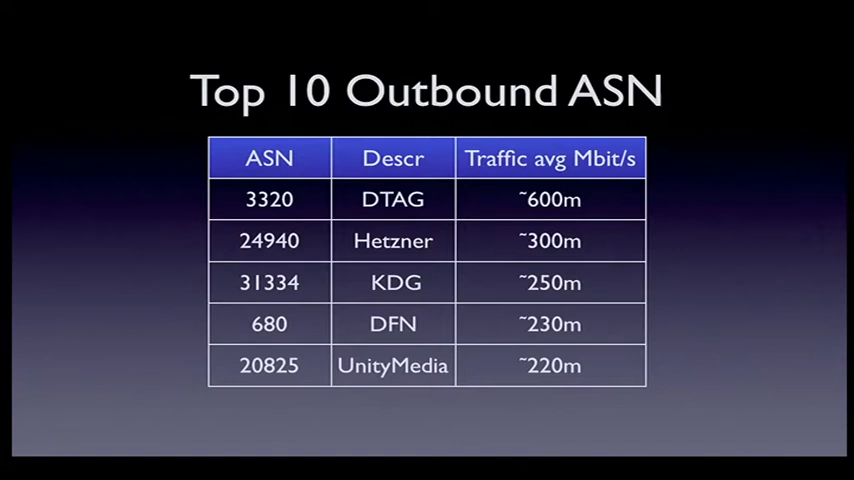 Top 10 Outbound ASN
ASN Descr Traffic avg Mbit/s
3320 DTAG ~600m
24940 Hetzner ~300m
31334 KDG ~250m
680 DFN ~230m
20825 UnityMedia ~220m